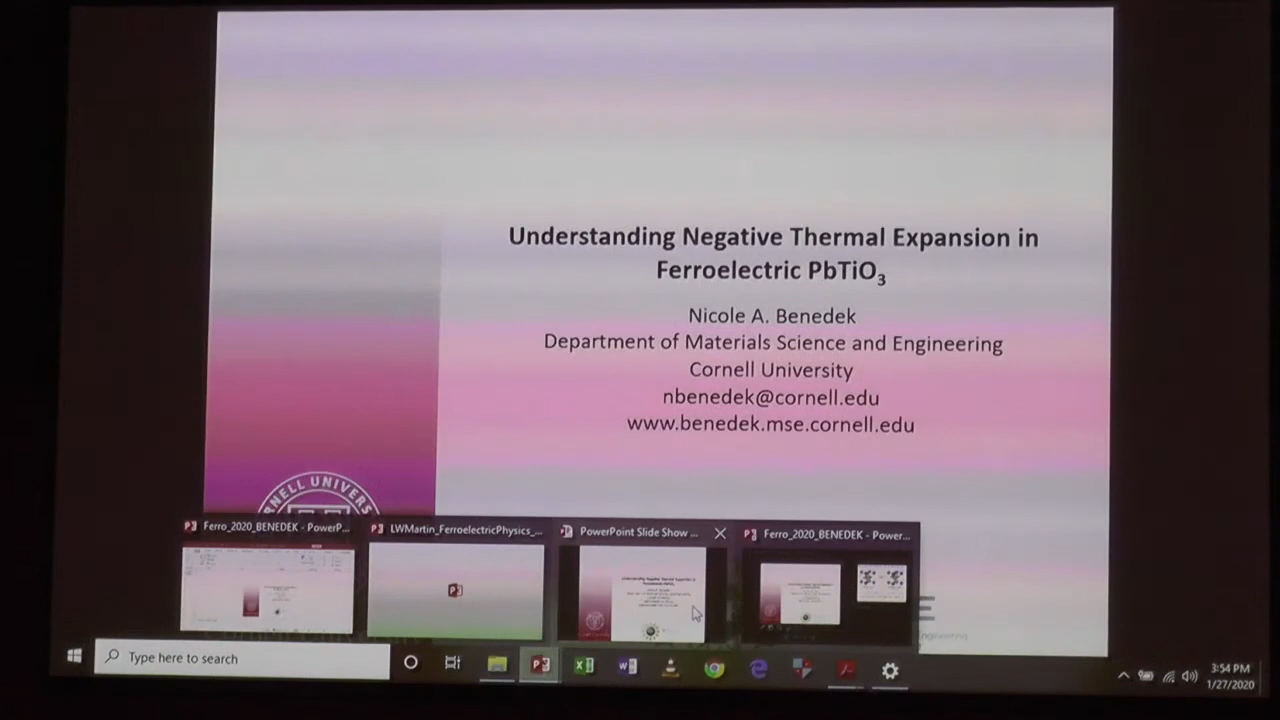 Understanding Negative Thermal Expansion in
Ferroelectric PbTiO3
Nicole A. Benedek
Department of Materials Science and Engineering
Cornell University
nbenedek@cornell.edu
www.benedek.mse.cornell.edu
NELL UNIVER
Ferro_2020_BENEDEK - PowerP...
LWMartin_FerroelectricPhysics_...
PowerPoint Slide Show ...
Ferro_2020_BENEDEK - Power...
Type here to search
3:54 PM
1/27/2020